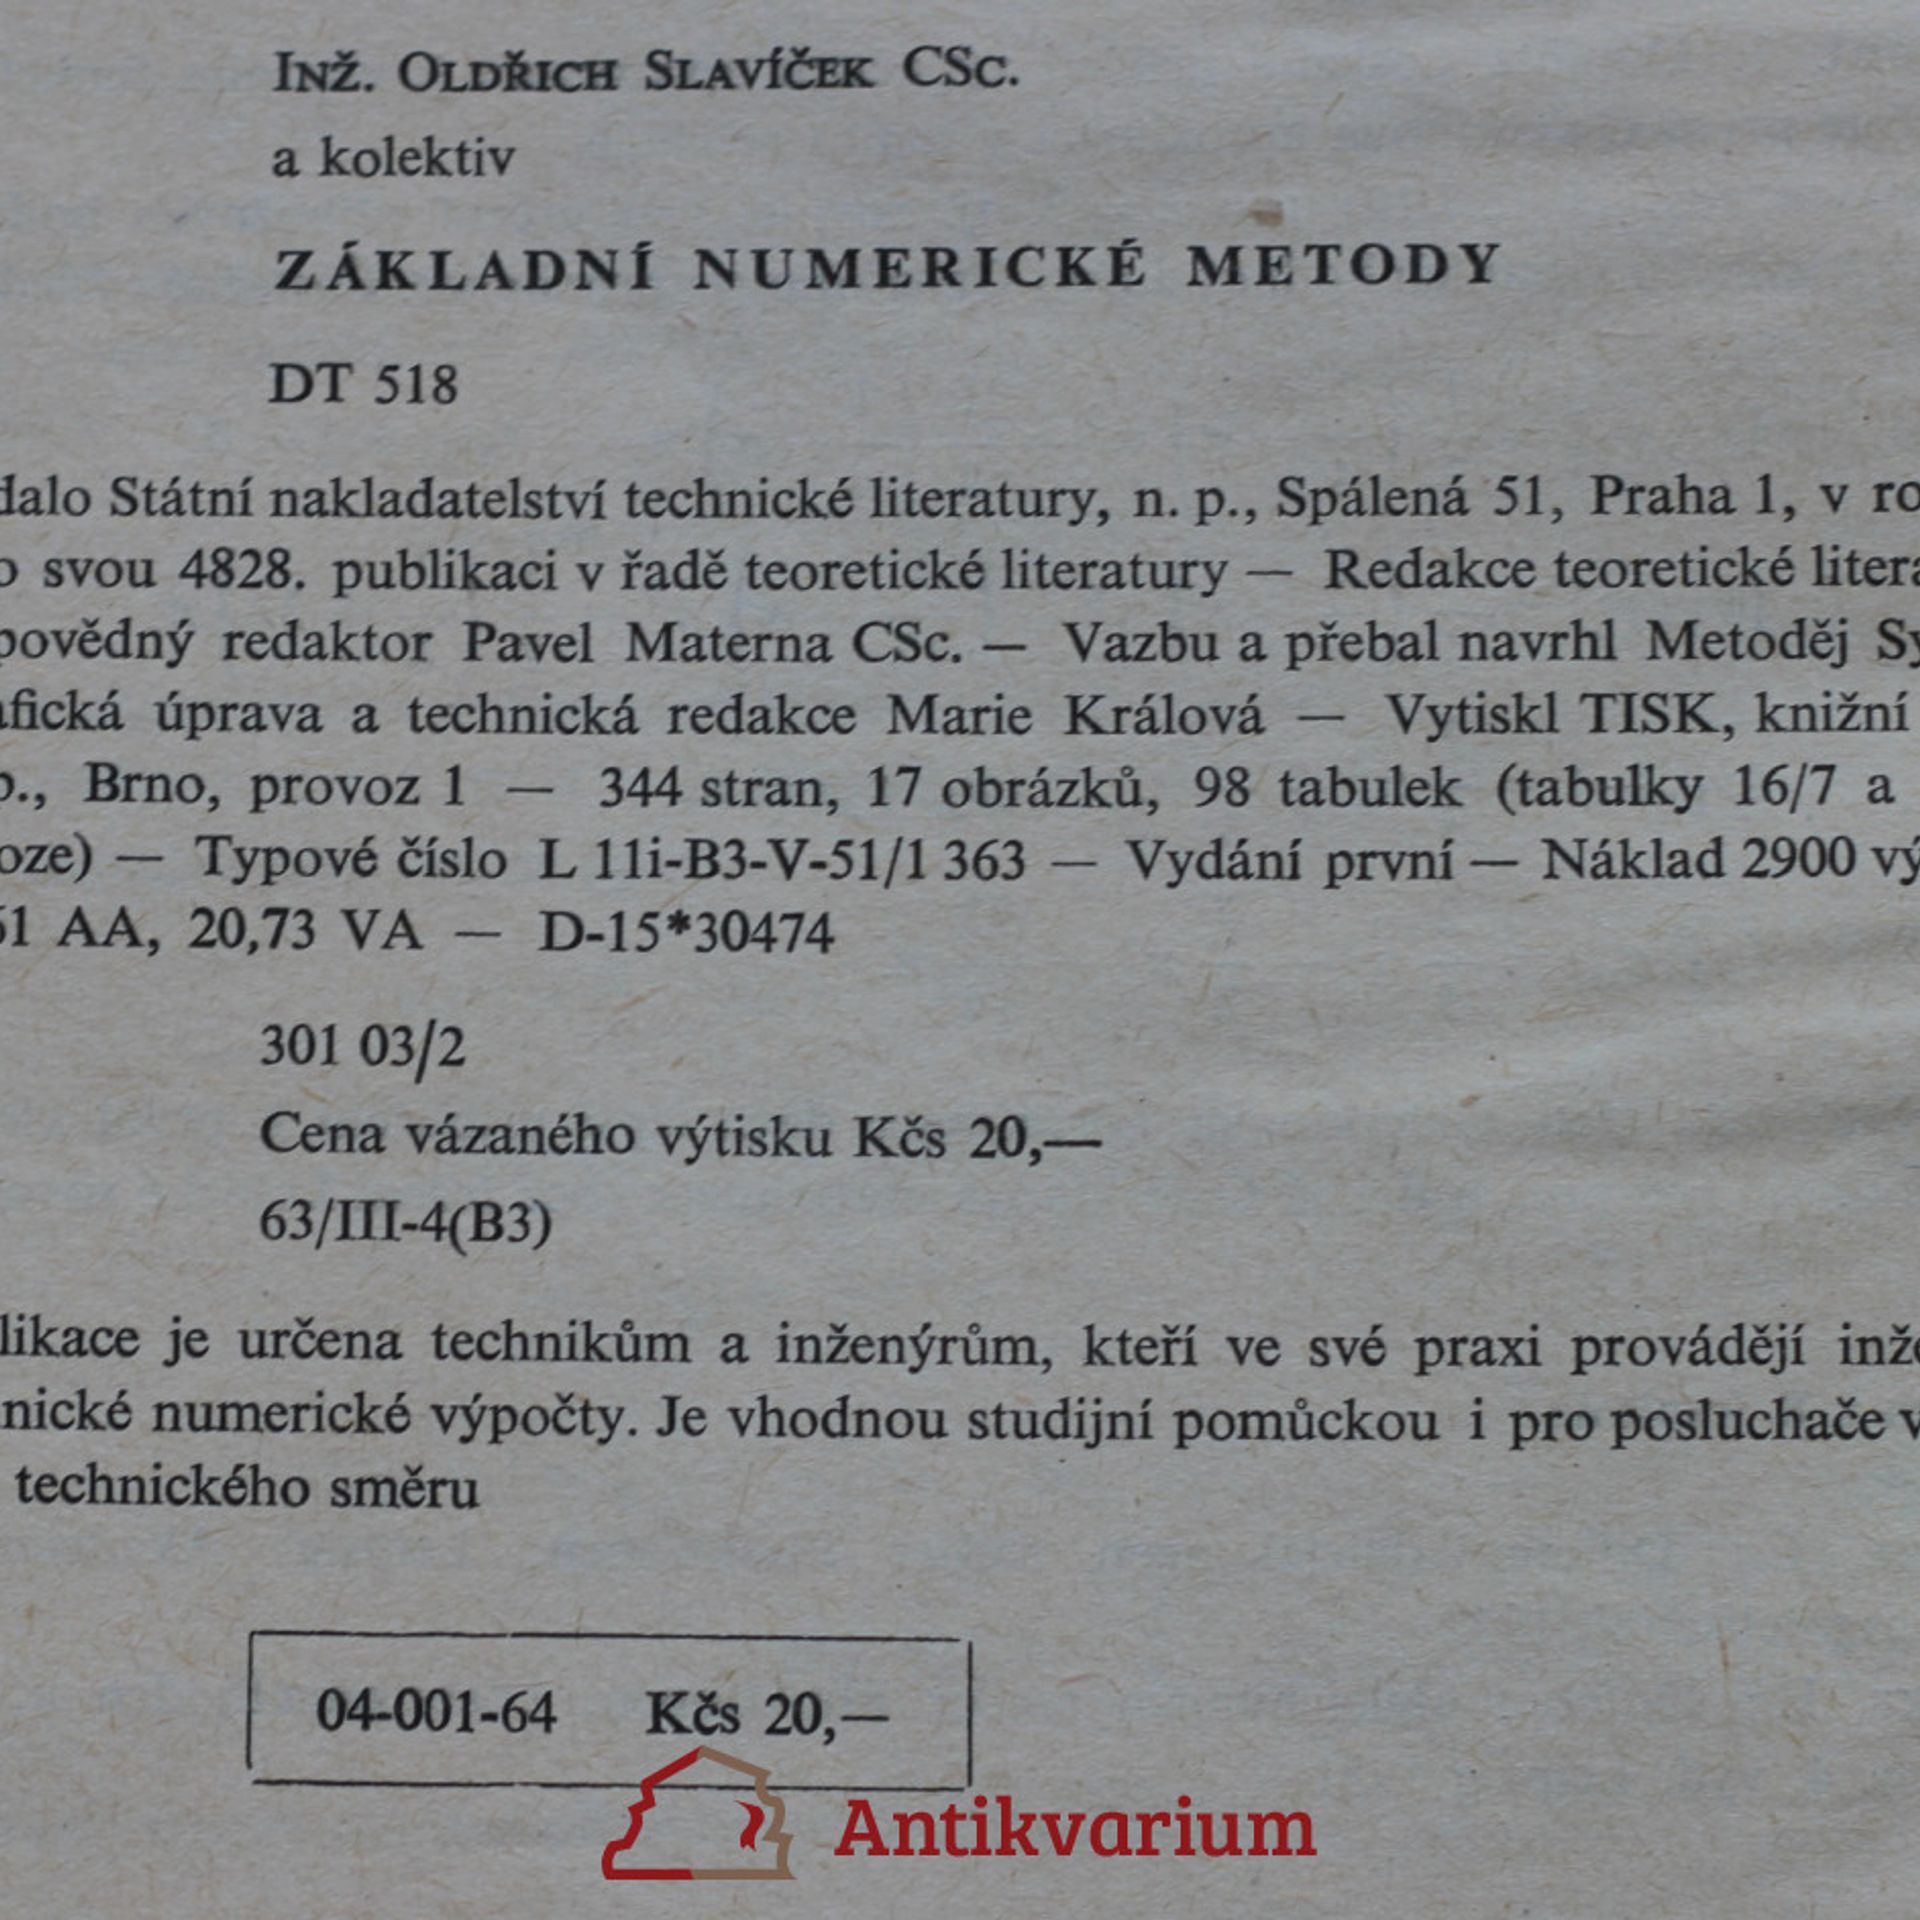 INŽ. OLDŘICH SLAVÍČEK CSC.
a kolektiv
ZÁKLADNÍ NUMERICKÉ METODY
DT 518
dalo Státní nakladatelství technické literatury, n. p., Spálená 51, Praha 1, v ro
o svou 4828. publikaci v řadě teoretické literatury — Redakce teoretické litera
povědný redaktor Pavel Materna CSc. — Vazbu a přebal navrhl Metoděj Sy
afická úprava a technická redakce Marie Králová — Vytiskl TISK, knižní
p., Brno, provoz 1 — 344 stran, 17 obrázků, 98 tabulek (tabulky 16/7 a
oze) — Typové číslo L 11i-B3-V-51/1 363 — Vydání první — Náklad 2900 vý
51 AA, 20,73 VA — D-15*30474
301 03/2
Cena vázaného výtisku Kčs 20,—
63/III-4(B3)
likace je určena technikům a inženýrům, kteří ve své praxi provádějí inže
nické numerické výpočty. Je vhodnou studijní pomůckou i pro posluchače v
technického směru
04-001-64 Kčs 20,—
Antikvarium